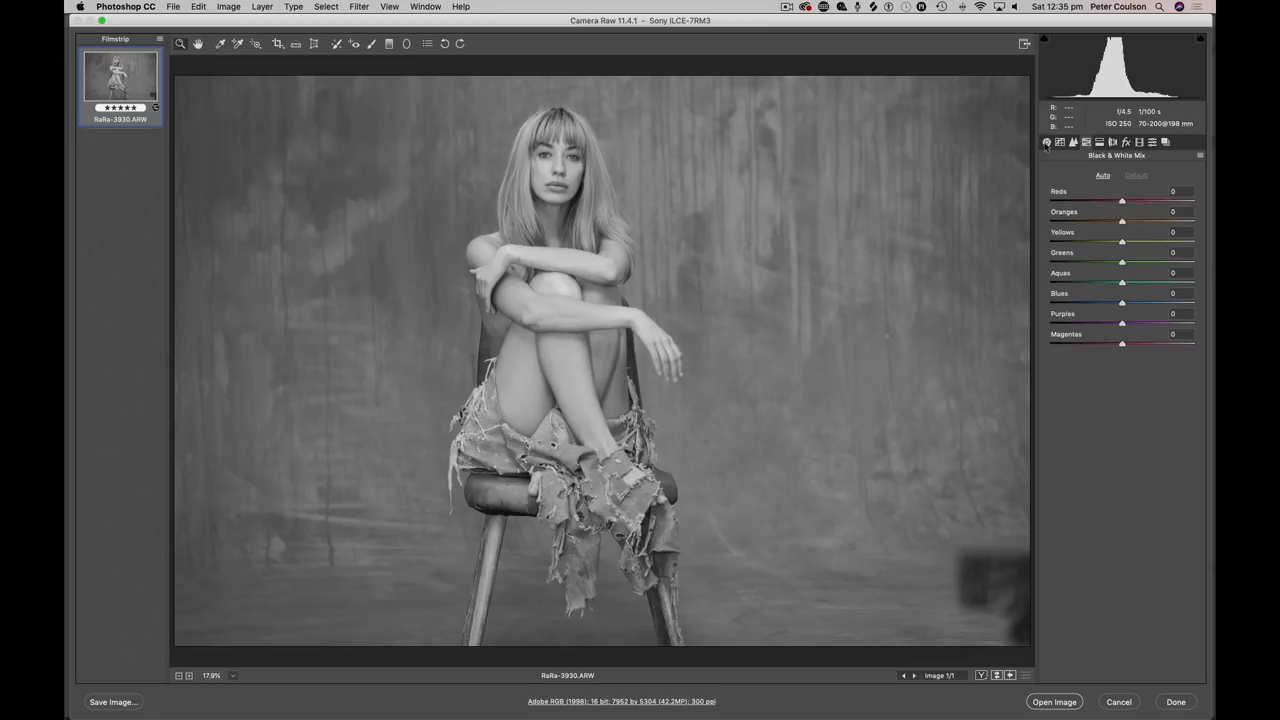 Photoshop CC File Edit Image Layer Type Select Filter View Window Help Sat 12:35 pm Peter Coulson
Camera Raw 11.4.1 - Sony ILCE-7RM3
Filmstrip
RaRa-3930.ARW
R: ---
G: ---
B: ---
f/4.5 1/100 s
ISO 250 70-200@198 mm
Black & White Mix
Auto Default
Reds 0
Oranges 0
Yellows 0
Greens 0
Aquas 0
Blues 0
Purples 0
Magentas 0
17.9% RaRa-3930.ARW Image 1/1
Save Image... Adobe RGB (1998); 16 bit; 7952 by 5304 (42.2MP); 300 ppi Open Image Cancel Done